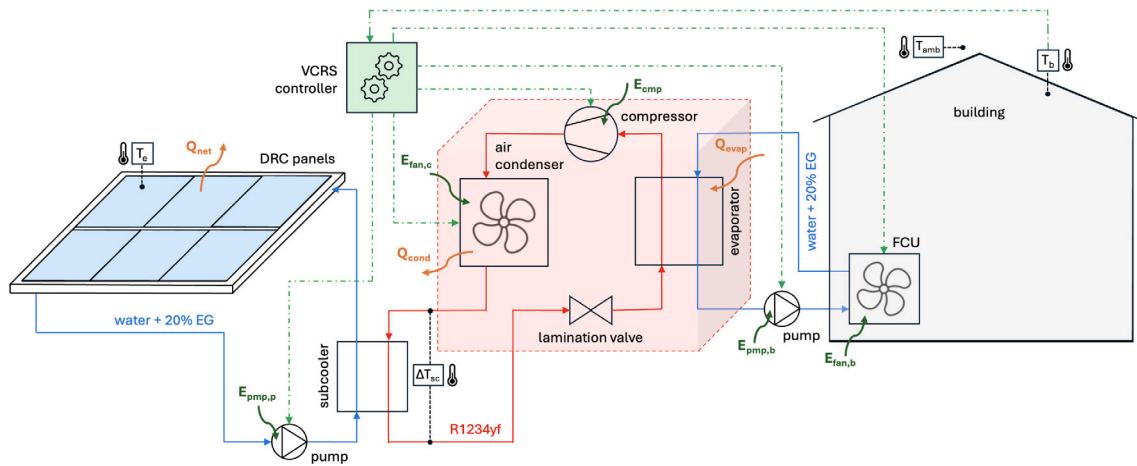 VCRS
controller
T_amb
T_b
building
E_cmp
compressor
air
condenser
Q_evap
evaporator
water + 20% EG
T_e
Q_net
DRC panels
E_fan,c
Q_cond
FCU
lamination valve
pump
E_pmp,b
E_fan,b
water + 20% EG
subcooler
ΔT_sc
E_pmp,p
R1234yf
pump